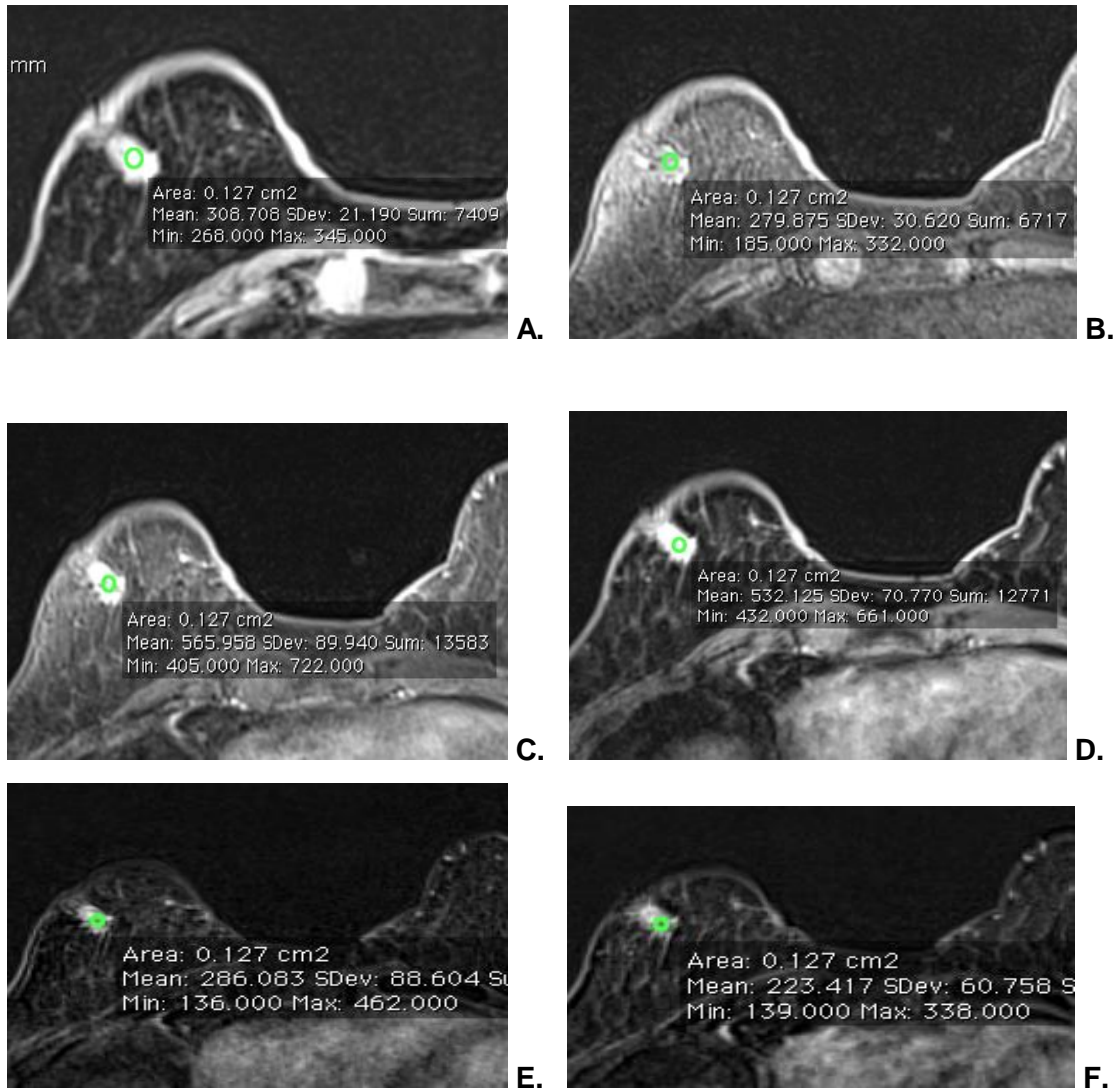 mm
Area: 0.127 cm2
Mean: 308.708 SDev: 21.190 Sum: 7409
Min: 268.000 Max: 345.000
A.
Area: 0.127 cm2
Mean: 279.875 SDev: 30.620 Sum: 6717
Min: 185.000 Max: 332.000
B.
Area: 0.127 cm2
Mean: 565.958 SDev: 89.940 Sum: 13583
Min: 405.000 Max: 722.000
C.
Area: 0.127 cm2
Mean: 532.125 SDev: 70.770 Sum: 12771
Min: 432.000 Max: 661.000
D.
Area: 0.127 cm2
Mean: 286.083 SDev: 88.604 Su
Min: 136.000 Max: 462.000
E.
Area: 0.127 cm2
Mean: 223.417 SDev: 60.758 S
Min: 139.000 Max: 338.000
F.